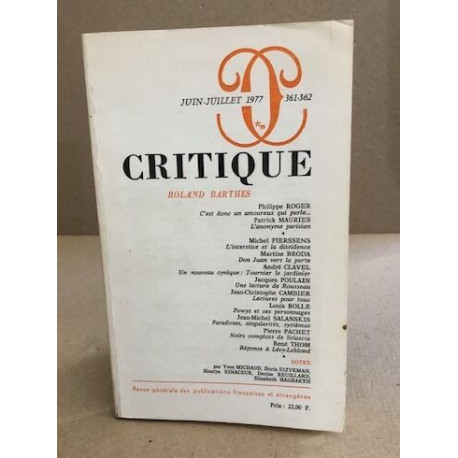 JUIN-JUILLET 1977 361-362
CRITIQUE
ROLAND BARTHES
Philippe ROGER
C'est donc un amoureux qui parle...
Patrick MAURIES
L'anonyme parisien
Michel PIERSSENS
L'interstice et la dissidence
Martine BRODA
Don Juan vers la perte
André CLAVEL
Un nouveau cynique : Tournier le jardinier
Jacques POULAIN
Une lecture de Rousseau
Jean-Christophe CAMBIER
Lectures pour tous
Louis BOLLE
Powys et ses personnages
Jean-Michel SALANSKIS
Paradoxes, singularités, systèmes
Pierre PACHET
Noirs complots de Sciascia
René THOM
Réponse à Lévy-Leblond
NOTES
par Yves MICHAUD, Boris EIZYKMAN,
Hourya SINACEUR, Denise REUILLARD,
Elisabeth HAGBARTH
Revue générale des publications françaises et étrangères
Prix : 22,00 F.